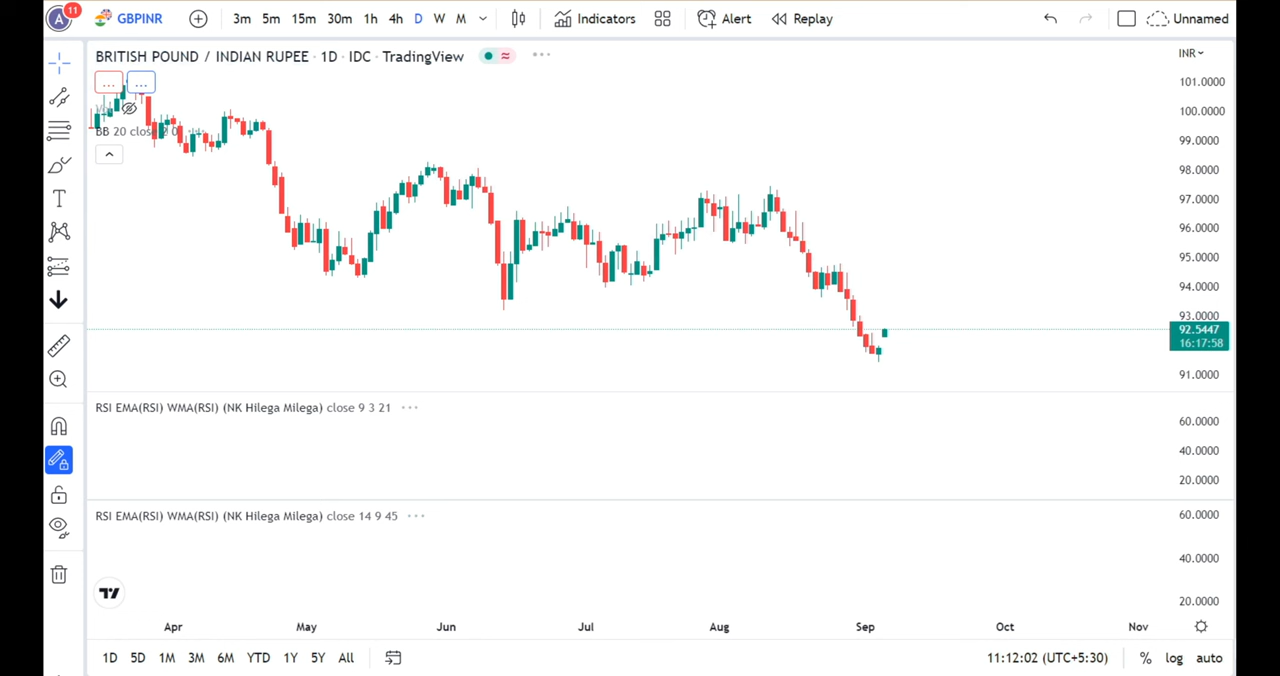 A 11 GBPINR 3m 5m 15m 30m 1h 4h D W M Indicators Alert Replay Unnamed
BRITISH POUND / INDIAN RUPEE · 1D · IDC · TradingView INR
101.0000
100.0000
BB 20 close
99.0000
98.0000
97.0000
96.0000
95.0000
94.0000
93.0000
92.5447
16:17:58
91.0000
RSI EMA(RSI) WMA(RSI) (NK Hilega Milega) close 9 3 21
60.0000
40.0000
20.0000
RSI EMA(RSI) WMA(RSI) (NK Hilega Milega) close 14 9 45
60.0000
40.0000
20.0000
Apr May Jun Jul Aug Sep Oct Nov
1D 5D 1M 3M 6M YTD 1Y 5Y All 11:12:02 (UTC+5:30) % log auto